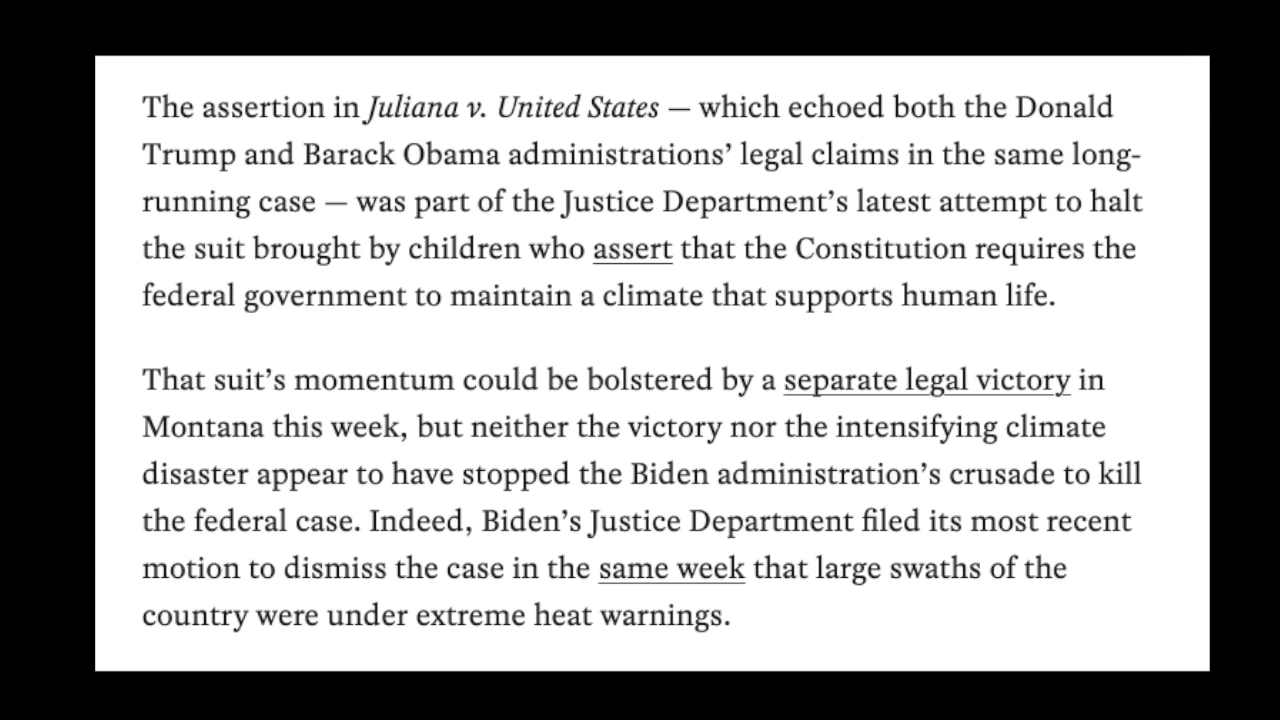 The assertion in Juliana v. United States — which echoed both the Donald
Trump and Barack Obama administrations’ legal claims in the same long-
running case — was part of the Justice Department’s latest attempt to halt
the suit brought by children who assert that the Constitution requires the
federal government to maintain a climate that supports human life.
That suit’s momentum could be bolstered by a separate legal victory in
Montana this week, but neither the victory nor the intensifying climate
disaster appear to have stopped the Biden administration’s crusade to kill
the federal case. Indeed, Biden’s Justice Department filed its most recent
motion to dismiss the case in the same week that large swaths of the
country were under extreme heat warnings.